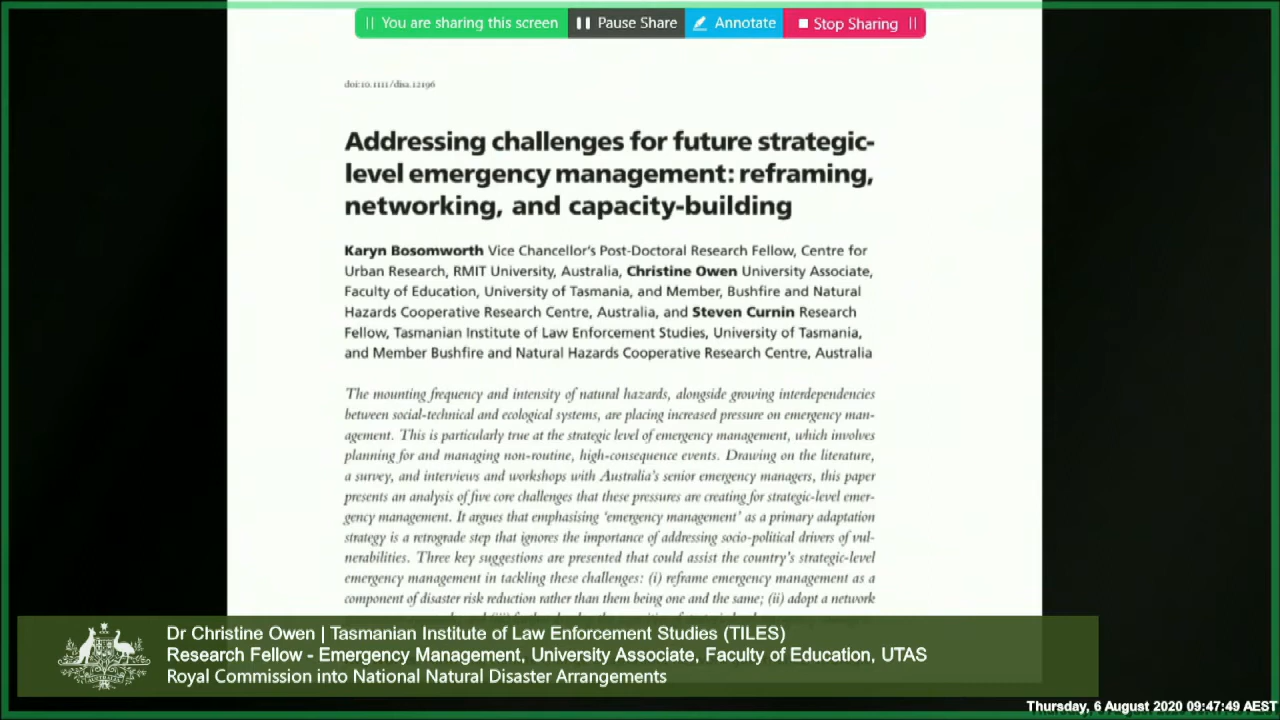 You are sharing this screen
Pause Share
Annotate
Stop Sharing
doi:10.1111/disa.12196
Addressing challenges for future strategic-
level emergency management: reframing,
networking, and capacity-building
Karyn Bosomworth Vice Chancellor's Post-Doctoral Research Fellow, Centre for
Urban Research, RMIT University, Australia, Christine Owen University Associate,
Faculty of Education, University of Tasmania, and Member, Bushfire and Natural
Hazards Cooperative Research Centre, Australia, and Steven Curnin Research
Fellow, Tasmanian Institute of Law Enforcement Studies, University of Tasmania,
and Member Bushfire and Natural Hazards Cooperative Research Centre, Australia
The mounting frequency and intensity of natural hazards, alongside growing interdependencies
between social-technical and ecological systems, are placing increased pressure on emergency man-
agement. This is particularly true at the strategic level of emergency management, which involves
planning for and managing non-routine, high-consequence events. Drawing on the literature,
a survey, and interviews and workshops with Australia's senior emergency managers, this paper
presents an analysis of five core challenges that these pressures are creating for strategic-level emer-
gency management. It argues that emphasising 'emergency management' as a primary adaptation
strategy is a retrograde step that ignores the importance of addressing socio-political drivers of vul-
nerabilities. Three key suggestions are presented that could assist the country's strategic-level
emergency management in tackling these challenges: (i) reframe emergency management as a
component of disaster risk reduction rather than them being one and the same; (ii) adopt a network
Dr Christine Owen | Tasmanian Institute of Law Enforcement Studies (TILES)
Research Fellow - Emergency Management, University Associate, Faculty of Education, UTAS
Royal Commission into National Natural Disaster Arrangements
Thursday, 6 August 2020 09:47:49 AEST